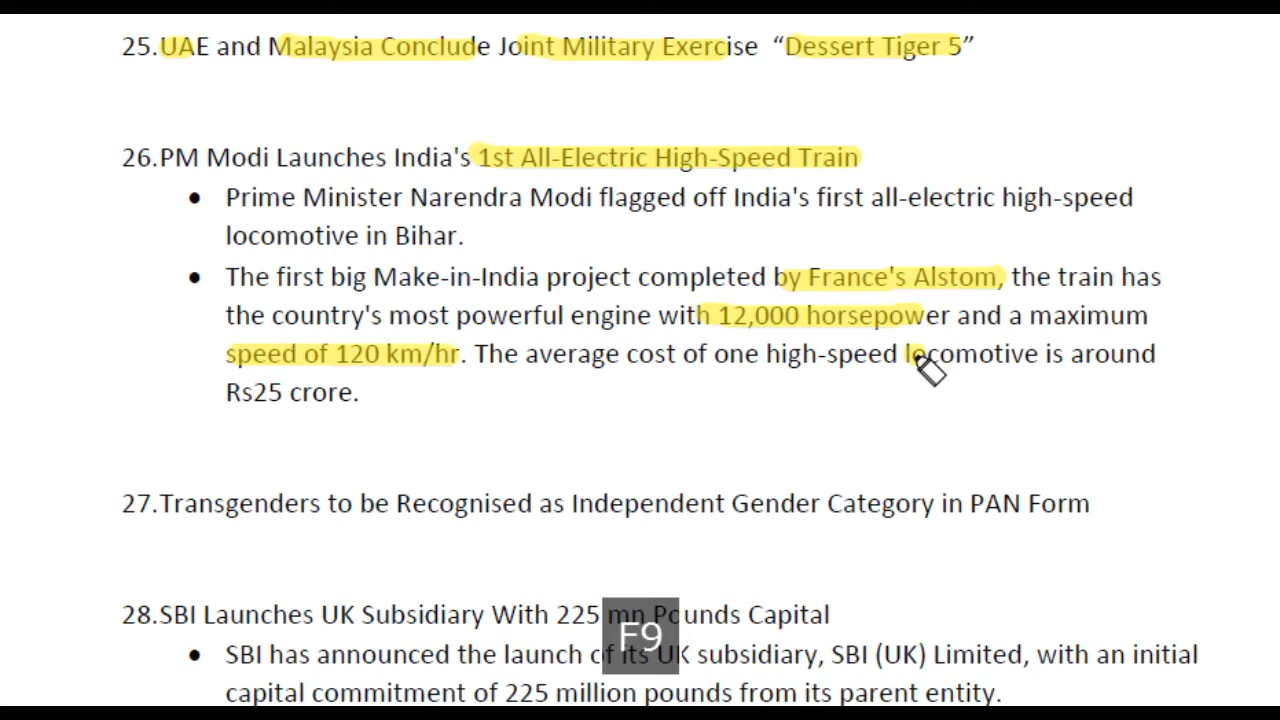 25.UAE and Malaysia Conclude Joint Military Exercise “Dessert Tiger 5”
26.PM Modi Launches India's 1st All-Electric High-Speed Train
• Prime Minister Narendra Modi flagged off India's first all-electric high-speed
locomotive in Bihar.
• The first big Make-in-India project completed by France's Alstom, the train has
the country's most powerful engine with 12,000 horsepower and a maximum
speed of 120 km/hr. The average cost of one high-speed locomotive is around
Rs25 crore.
27.Transgenders to be Recognised as Independent Gender Category in PAN Form
28.SBI Launches UK Subsidiary With 225 mn Pounds Capital
F9
• SBI has announced the launch of its UK subsidiary, SBI (UK) Limited, with an initial
capital commitment of 225 million pounds from its parent entity.